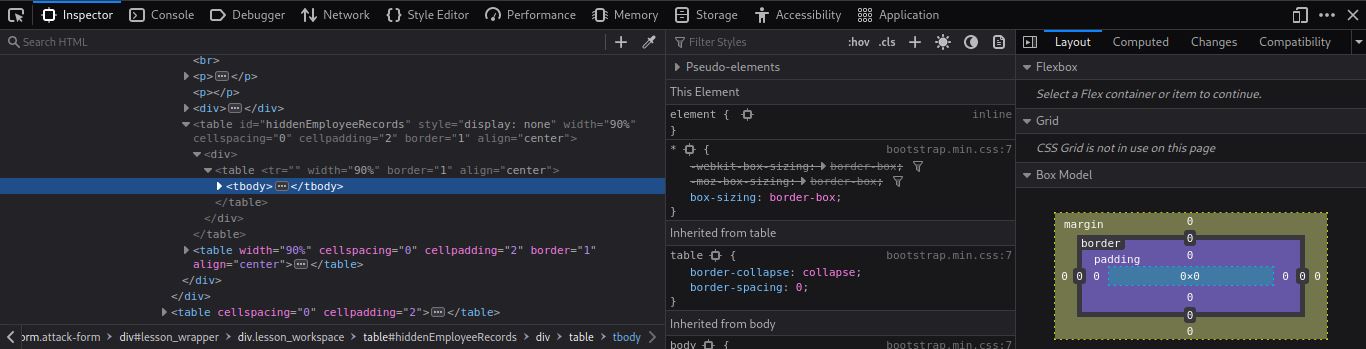 Inspector Console Debugger Network Style Editor Performance Memory Storage Accessibility Application
Search HTML
<br>
<p></p>
<p></p>
<div></div>
<table id="hiddenEmployeeRecords" style="display: none" width="90%"
cellspacing="0" cellpadding="2" border="1" align="center">
<div>
<table <tr="" width="90%" border="1" align="center">
<tbody></tbody>
</table>
</div>
</table>
<table width="90%" cellspacing="0" cellpadding="2" border="1"
align="center"></table>
</div>
</div>
<table cellspacing="0" cellpadding="2"></table>
orm.attack-form div#lesson_wrapper div.lesson_workspace table#hiddenEmployeeRecords div table tbody
Filter Styles :hov .cls
Pseudo-elements
This Element
element { inline
}
* { bootstrap.min.css:7
-webkit-box-sizing: border-box;
-moz-box-sizing: border-box;
box-sizing: border-box;
}
Inherited from table
table { bootstrap.min.css:7
border-collapse: collapse;
border-spacing: 0;
}
Inherited from body
body { bootstrap.min.css:7
Layout Computed Changes Compatibility
Flexbox
Select a Flex container or item to continue.
Grid
CSS Grid is not in use on this page
Box Model
margin 0
border 0
padding 0
0 0 0 0×0 0 0 0
0
0
0